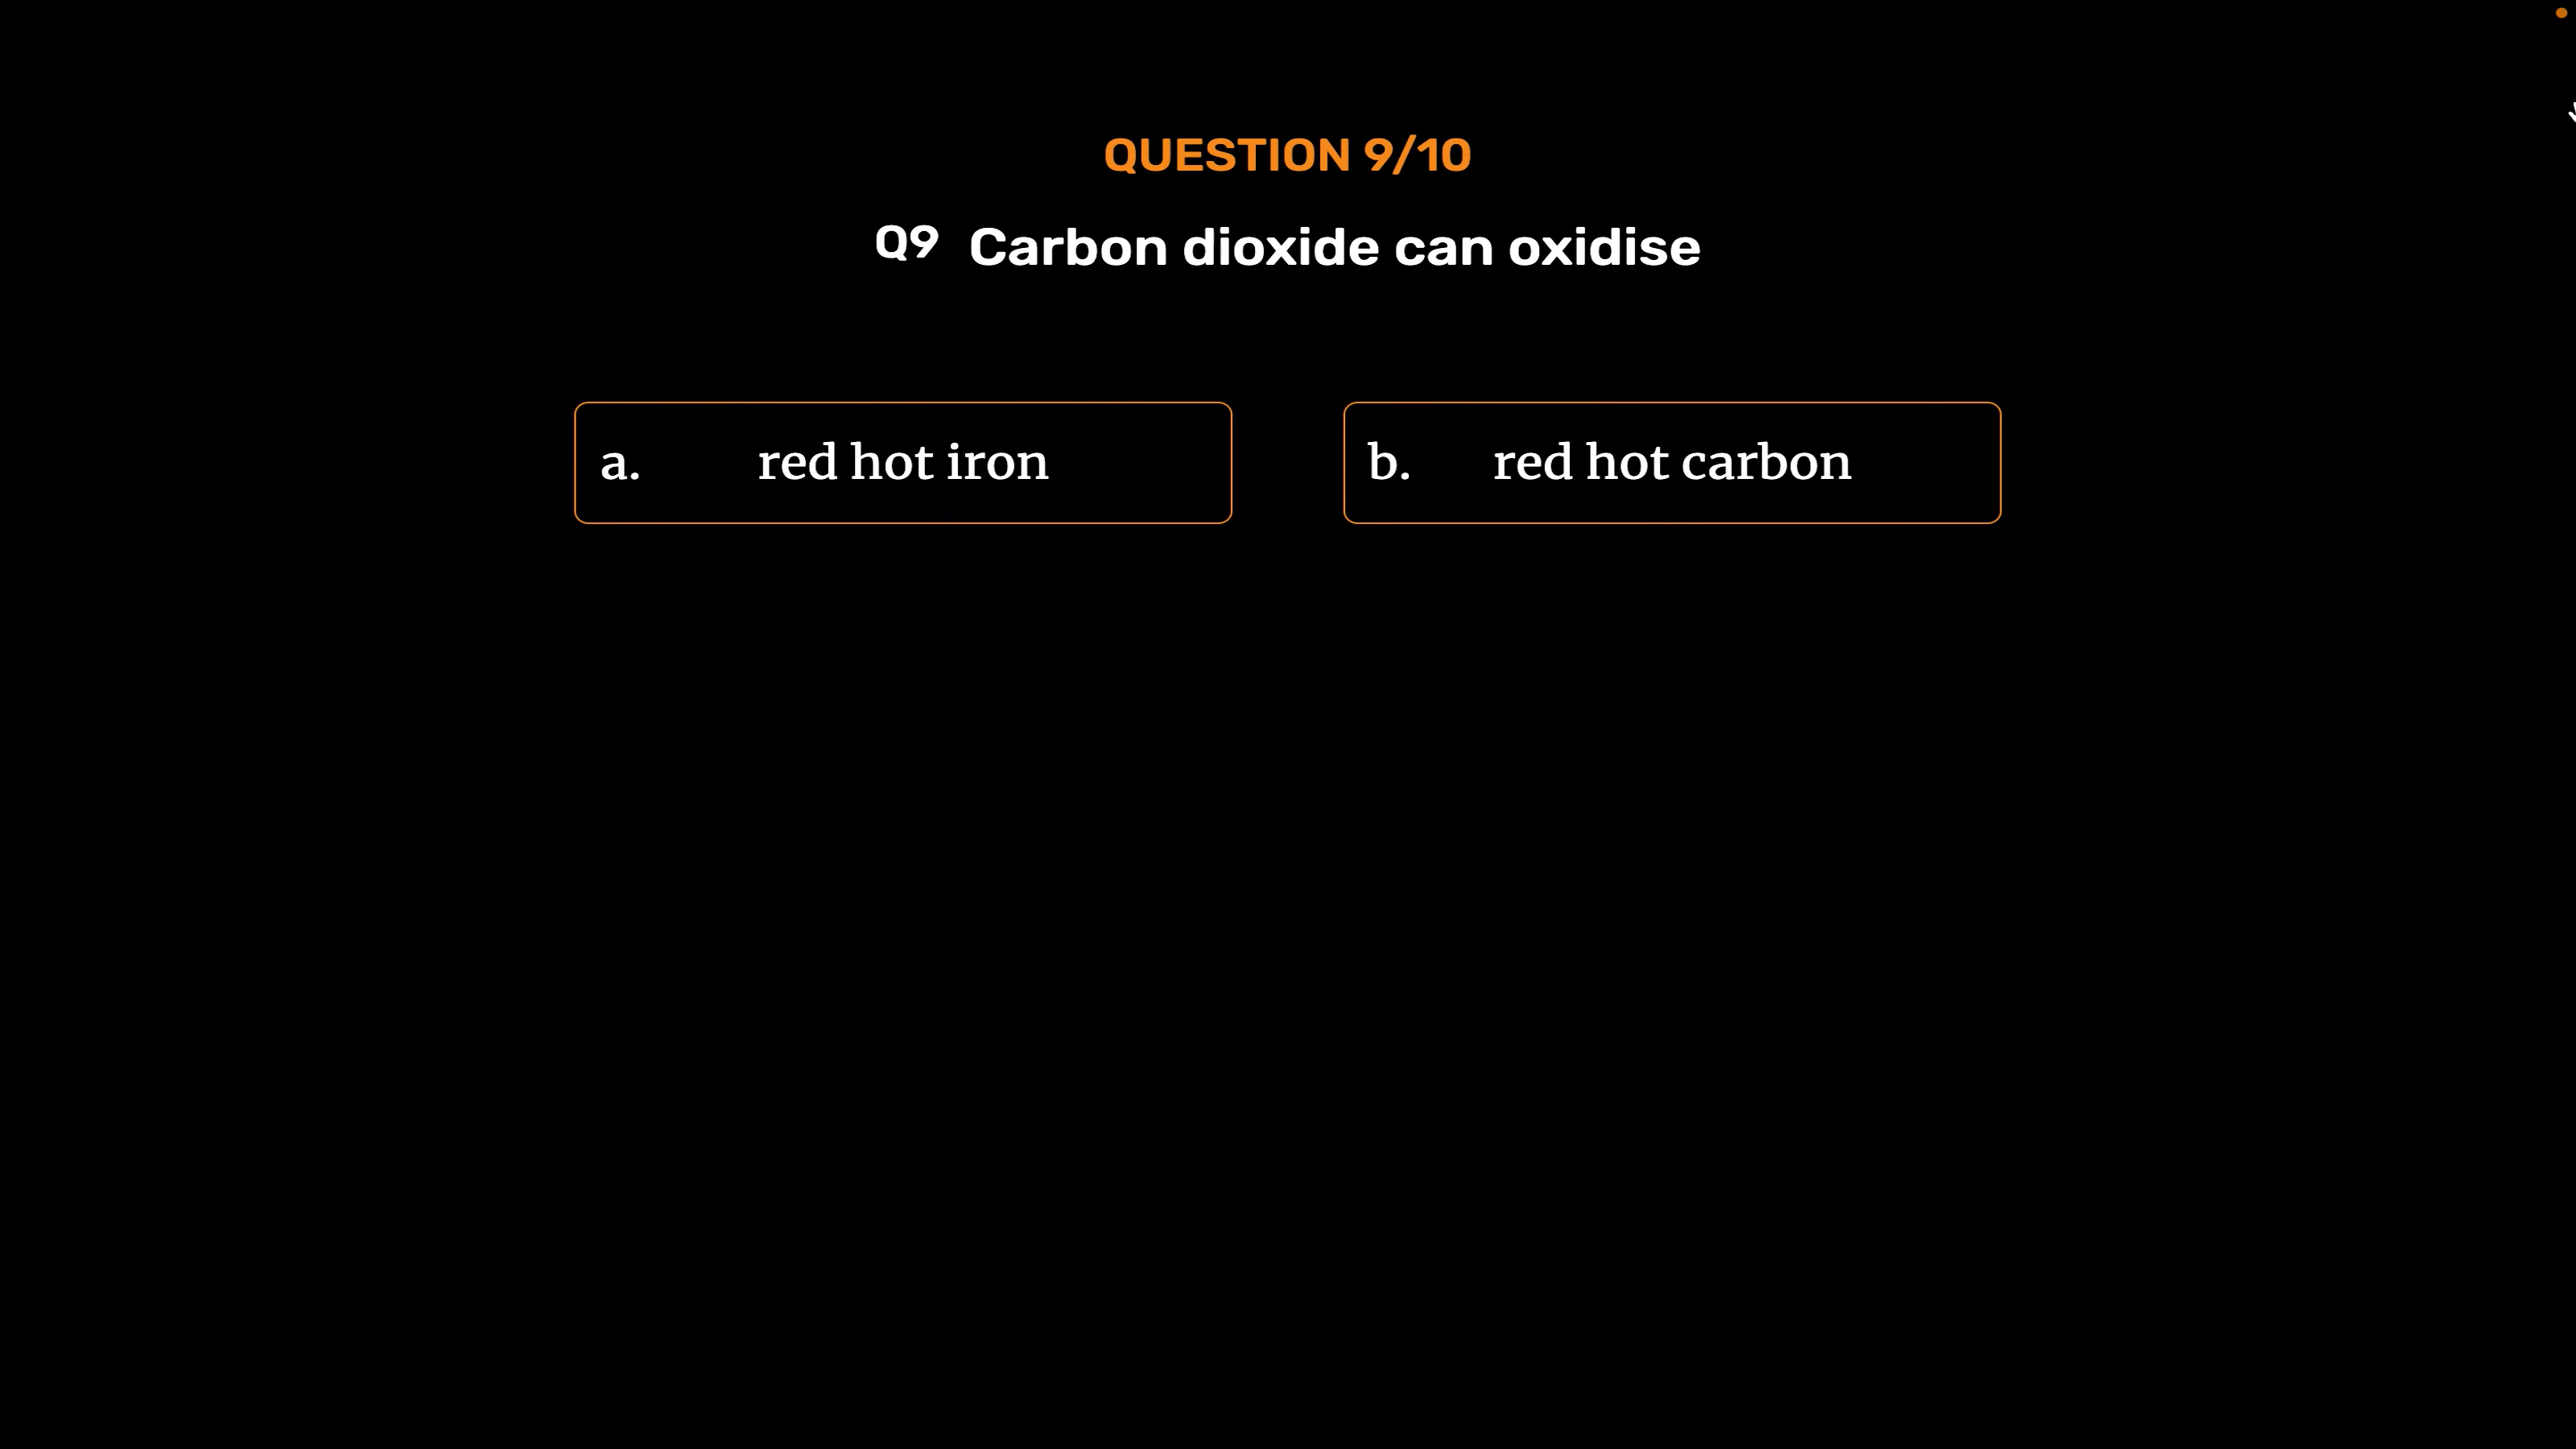 QUESTION 9/10
Q9 Carbon dioxide can oxidise
a. red hot iron
b. red hot carbon